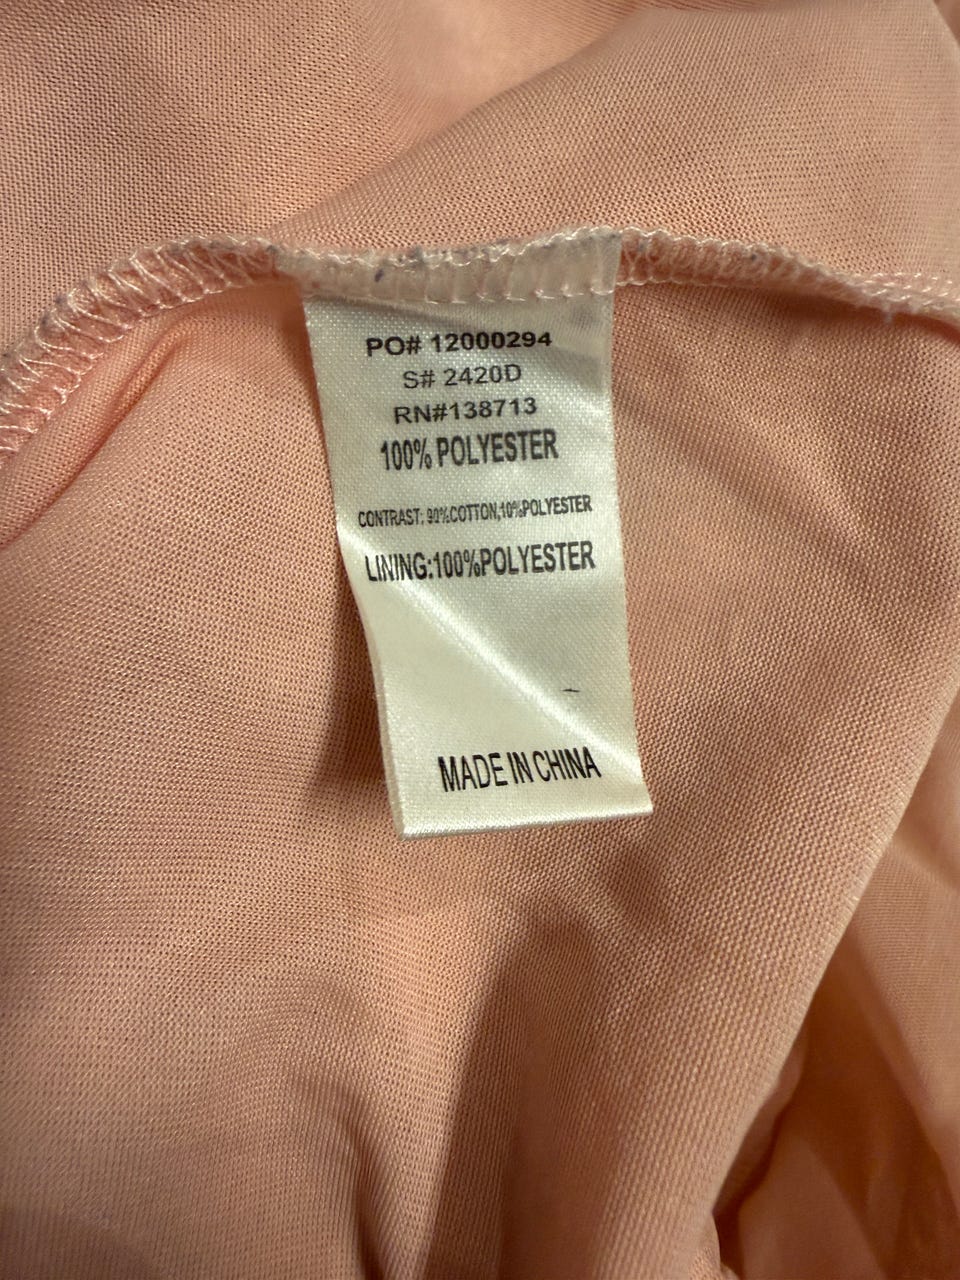 PO# 12000294
S# 2420D
RN#138713
100% POLYESTER
CONTRAST: 90%COTTON,10%POLYESTER
LINING:100%POLYESTER
MADE IN CHINA